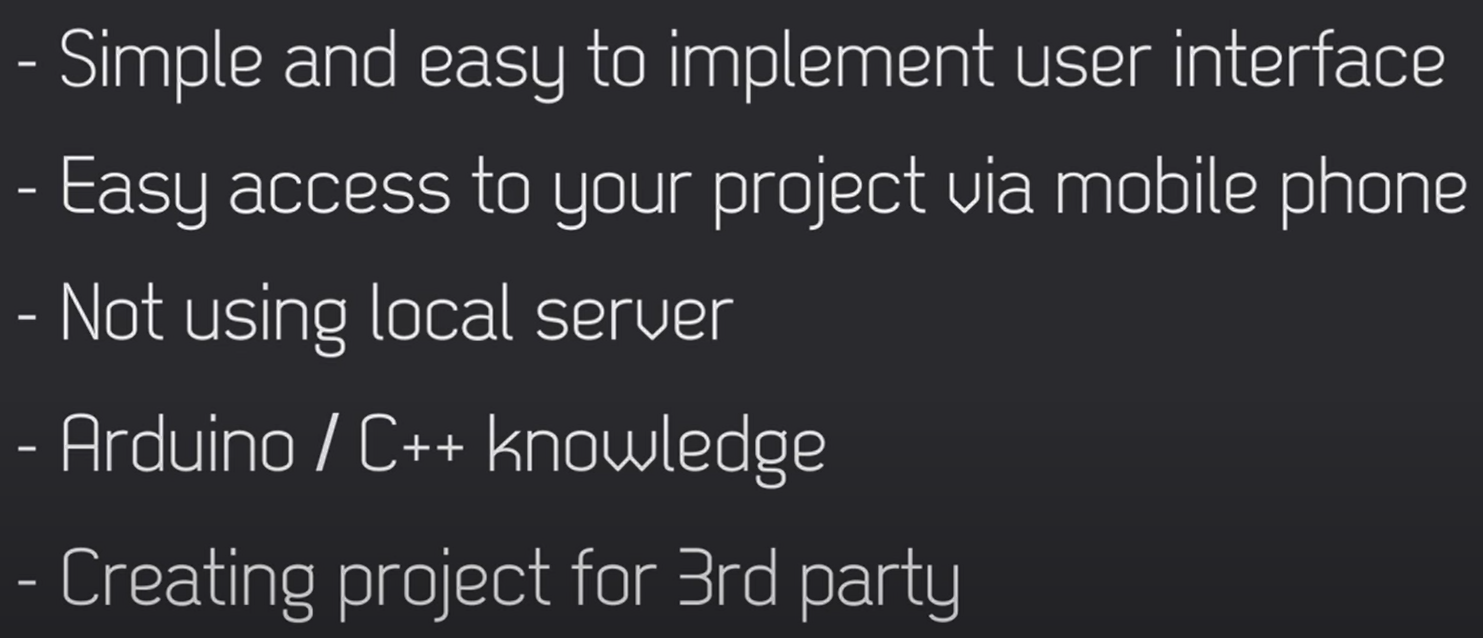 - Simple and easy to implement user interface
- Easy access to your project via mobile phone
- Not using local server
- Arduino / C++ knowledge
- Creating project for 3rd party